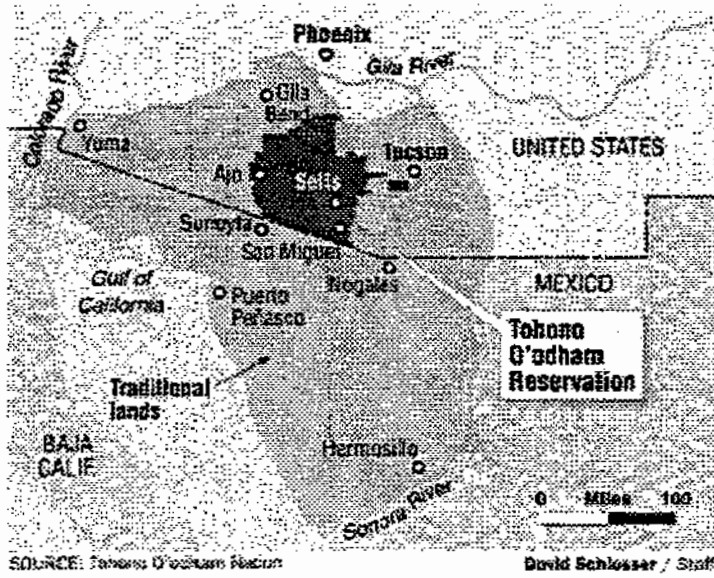 Phoenix
Gila River
Colorado River
Gila
Bend
Yuma
UNITED STATES
Tucson
Ajo
Sells
Sonoyta
San Miguel
Nogales
MEXICO
Gulf of
California
Puerto
Peñasco
Tohono
O'odham
Reservation
Traditional
lands
BAJA
CALIF.
Hermosillo
Sonora River
0 Miles 100
SOURCE: Tohono O'odham Nation
David Schlosser / Staff